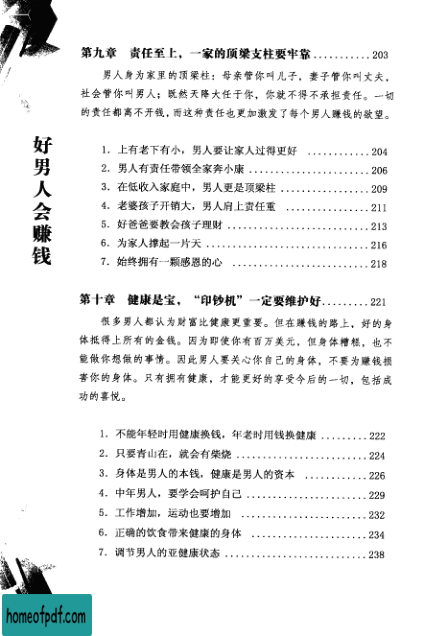 第九章 责任至上，一家的顶梁支柱要牢靠...........203
男人身为家里的顶梁柱：母亲管你叫儿子，妻子管你叫丈夫，
社会管你叫男人；既然天降大任于你，你就不得不承担责任。一切
的责任都离不开钱，而这种责任也更加激发了每个男人赚钱的欲望。
好男人会赚钱
1. 上有老下有小，男人要让家人过得更好 ............204
2. 男人有责任带领全家奔小康.......................206
3. 在低收入家庭中，男人更是顶梁柱.................209
4. 老婆孩子开销大，男人肩上责任重 ................211
5. 好爸爸要教会孩子理财...........................213
6. 为家人撑起一片天...............................216
7. 始终拥有一颗感恩的心 ..........................218
第十章 健康是宝，“印钞机”一定要维护好.........221
很多男人都认为财富比健康更重要。但在赚钱的路上，好的身
体抵得上所有的金钱。因为即使你有百万美元，但身体糟糕，也不
能做你想做的事情。因此男人要关心你自己的身体，不要为赚钱损
害你的身体。只有拥有健康，才能更好的享受今后的一切，包括成
功的喜悦。
1. 不能年轻时用健康换钱，年老时用钱换健康 .........222
2. 只要青山在，就会有柴烧.........................224
3. 身体是男人的本钱，健康是男人的资本 ............226
4. 中年男人，要学会呵护自己.......................229
5. 工作增加，运动也要增加 ........................232
6. 正确的饮食带来健康的身体 ......................234
7. 调节男人的亚健康状态...........................238
homeofpdf.com